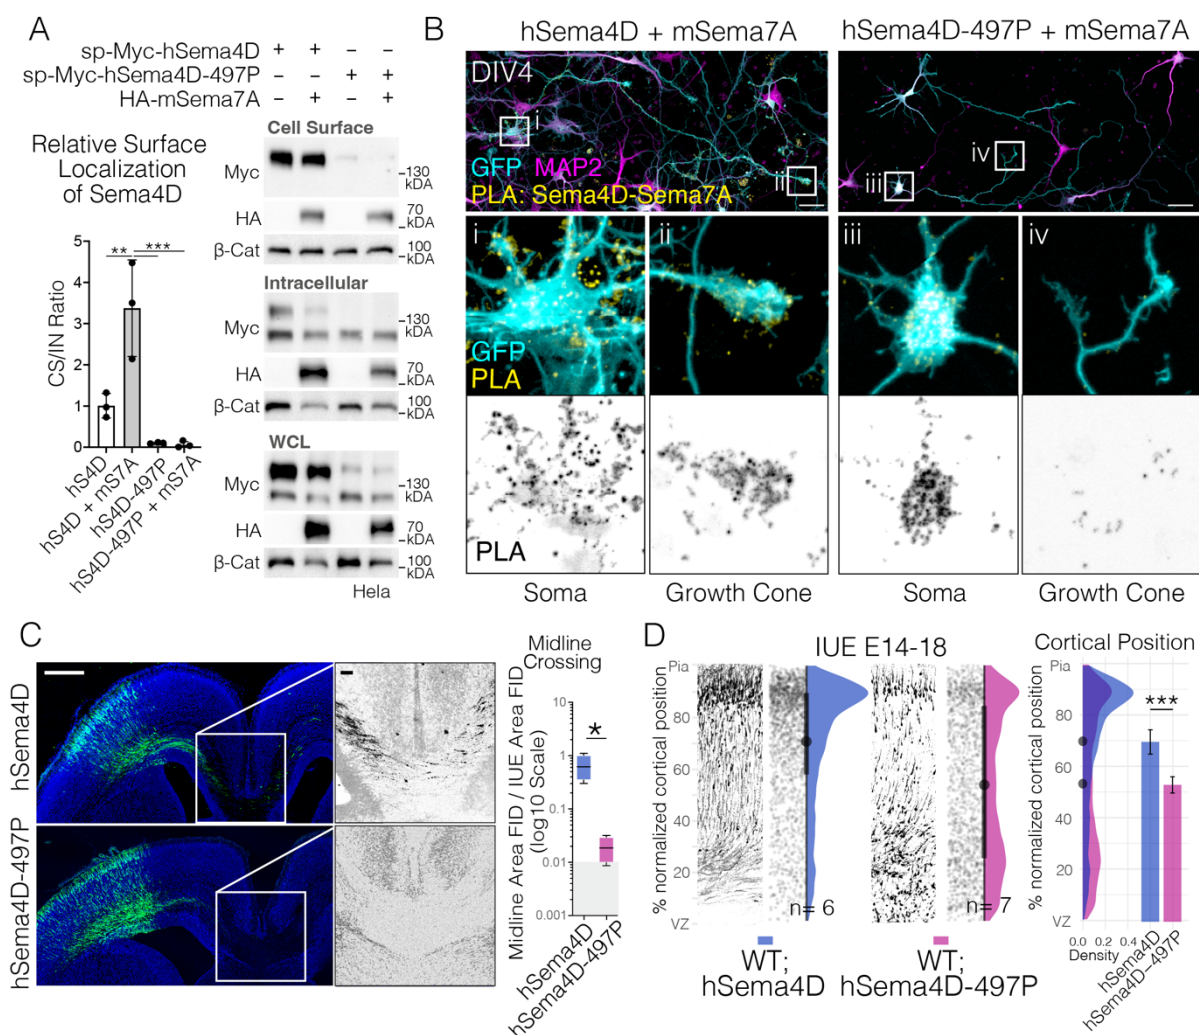 A
sp-Myc-hSema4D + + – –
sp-Myc-hSema4D-497P – – + +
HA-mSema7A – + – +
Relative Surface
Localization
of Sema4D
CS/IN Ratio
5
4
3
2
1
0
** ***
hS4D
hS4D + mS7A
hS4D-497P
hS4D-497P + mS7A
Cell Surface
Myc
130
kDA
HA
70
kDA
β-Cat
100
kDA
Intracellular
Myc
130
kDA
HA
70
kDA
β-Cat
100
kDA
WCL
Myc
130
kDA
HA
70
kDA
β-Cat
100
kDA
Hela
B
hSema4D + mSema7A
hSema4D-497P + mSema7A
DIV4
i
ii
GFP MAP2
PLA: Sema4D-Sema7A
iii
iv
i
ii
iii
iv
GFP
PLA
PLA
Soma
Growth Cone
Soma
Growth Cone
C
hSema4D
hSema4D-497P
Midline
Crossing
Midline Area FID / IUE Area FID
(log10 Scale)
10
1
0.1
0.01
0.001
*
hSema4D
hSema4D-497P
D
IUE E14-18
% normalized cortical position
Pia
80
60
40
20
VZ
n= 6
n= 7
WT;
hSema4D
WT;
hSema4D-497P
Cortical Position
% normalized cortical position
Pia
80
60
40
20
VZ
***
0.0 0.2 0.4
Density
hSema4D
hSema4D-497P